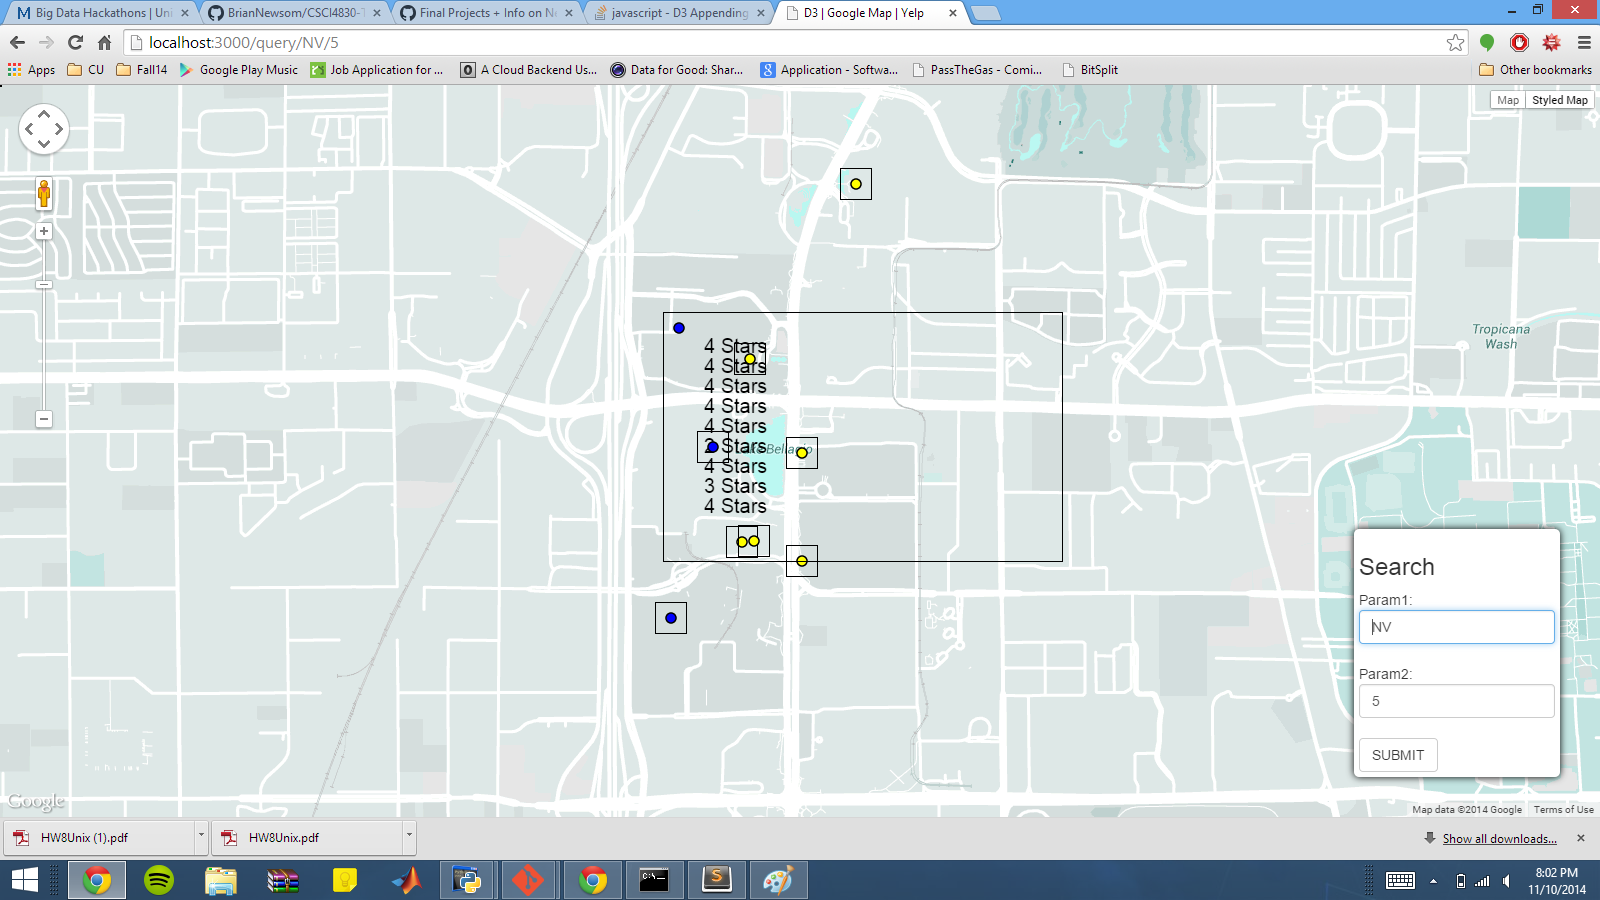 Big Data Hackathons | Uni
BrianNewsom/CSCI4830-
Final Projects + Info on N
javascript - D3 Appending
D3 | Google Map | Yelp
localhost:3000/query/NV/5
Apps
CU
Fall14
Google Play Music
Job Application for ...
A Cloud Backend Us...
Data for Good: Shar...
Application - Softwa...
PassTheGas - Comi...
BitSplit
Other bookmarks
Map
Styled Map
Tropicana
Wash
4 Stars
4 Stars
4 Stars
4 Stars
4 Stars
2 Stars
Lake Bellagio
4 Stars
3 Stars
4 Stars
Search
Param1:
NV
Param2:
5
SUBMIT
Google
Map data ©2014 Google
Terms of Use
HW8Unix (1).pdf
HW8Unix.pdf
Show all downloads...
8:02 PM
11/10/2014